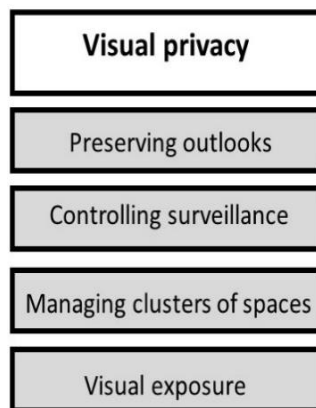 Visual privacy
Preserving outlooks
Controlling surveillance
Managing clusters of spaces
Visual exposure